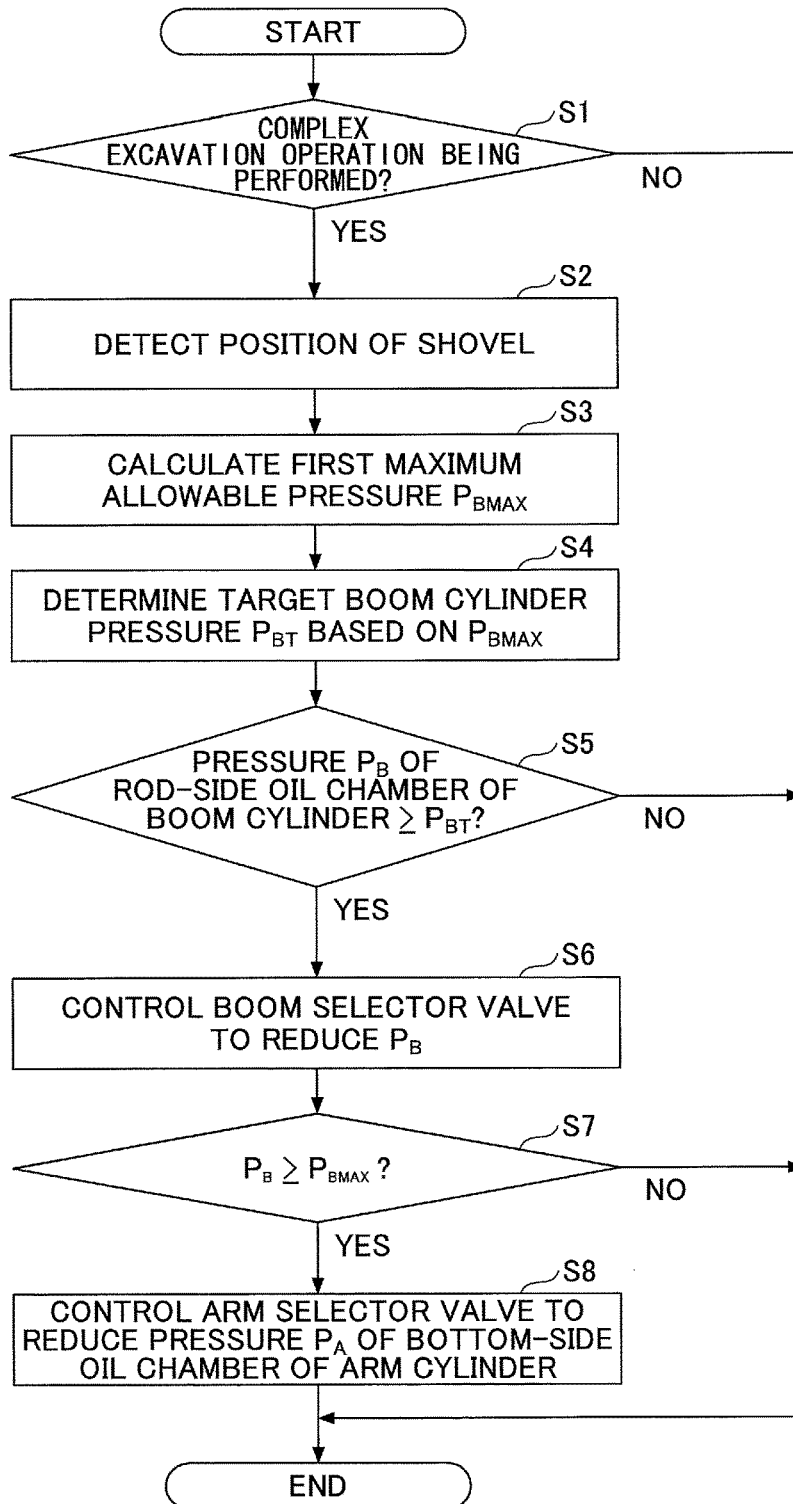 START
S1
COMPLEX
EXCAVATION OPERATION BEING
PERFORMED?
NO
YES
S2
DETECT POSITION OF SHOVEL
S3
CALCULATE FIRST MAXIMUM
ALLOWABLE PRESSURE PBMAX
S4
DETERMINE TARGET BOOM CYLINDER
PRESSURE PBT BASED ON PBMAX
S5
PRESSURE PB OF
ROD-SIDE OIL CHAMBER OF
BOOM CYLINDER ≥ PBT?
NO
YES
S6
CONTROL BOOM SELECTOR VALVE
TO REDUCE PB
S7
PB ≥ PBMAX ?
NO
YES
S8
CONTROL ARM SELECTOR VALVE TO
REDUCE PRESSURE PA OF BOTTOM-SIDE
OIL CHAMBER OF ARM CYLINDER
END